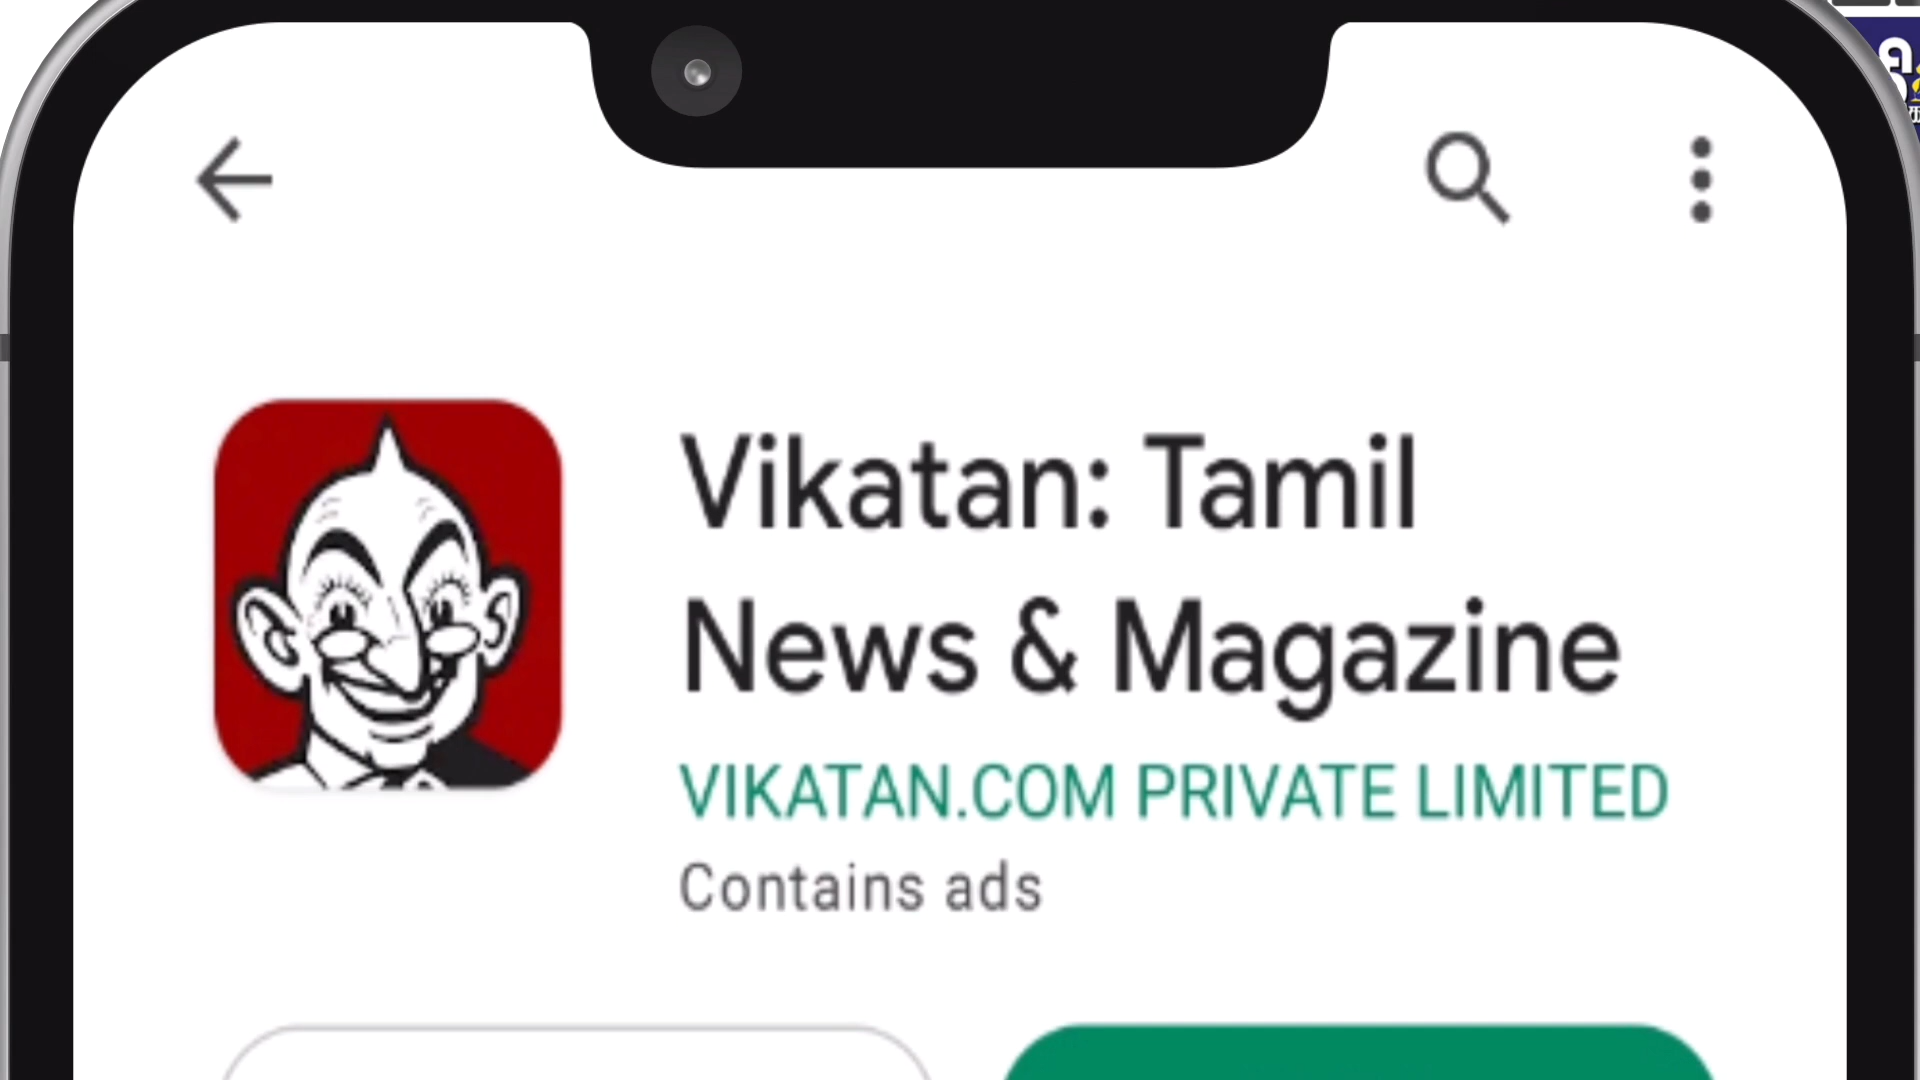 Vikatan: Tamil
News & Magazine
VIKATAN.COM PRIVATE LIMITED
Contains ads